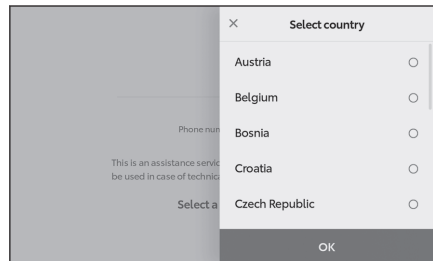 Select country
Austria
Belgium
Bosnia
Croatia
Czech Republic
OK
Phone num
This is an assistance servic
be used in case of technica
Select a